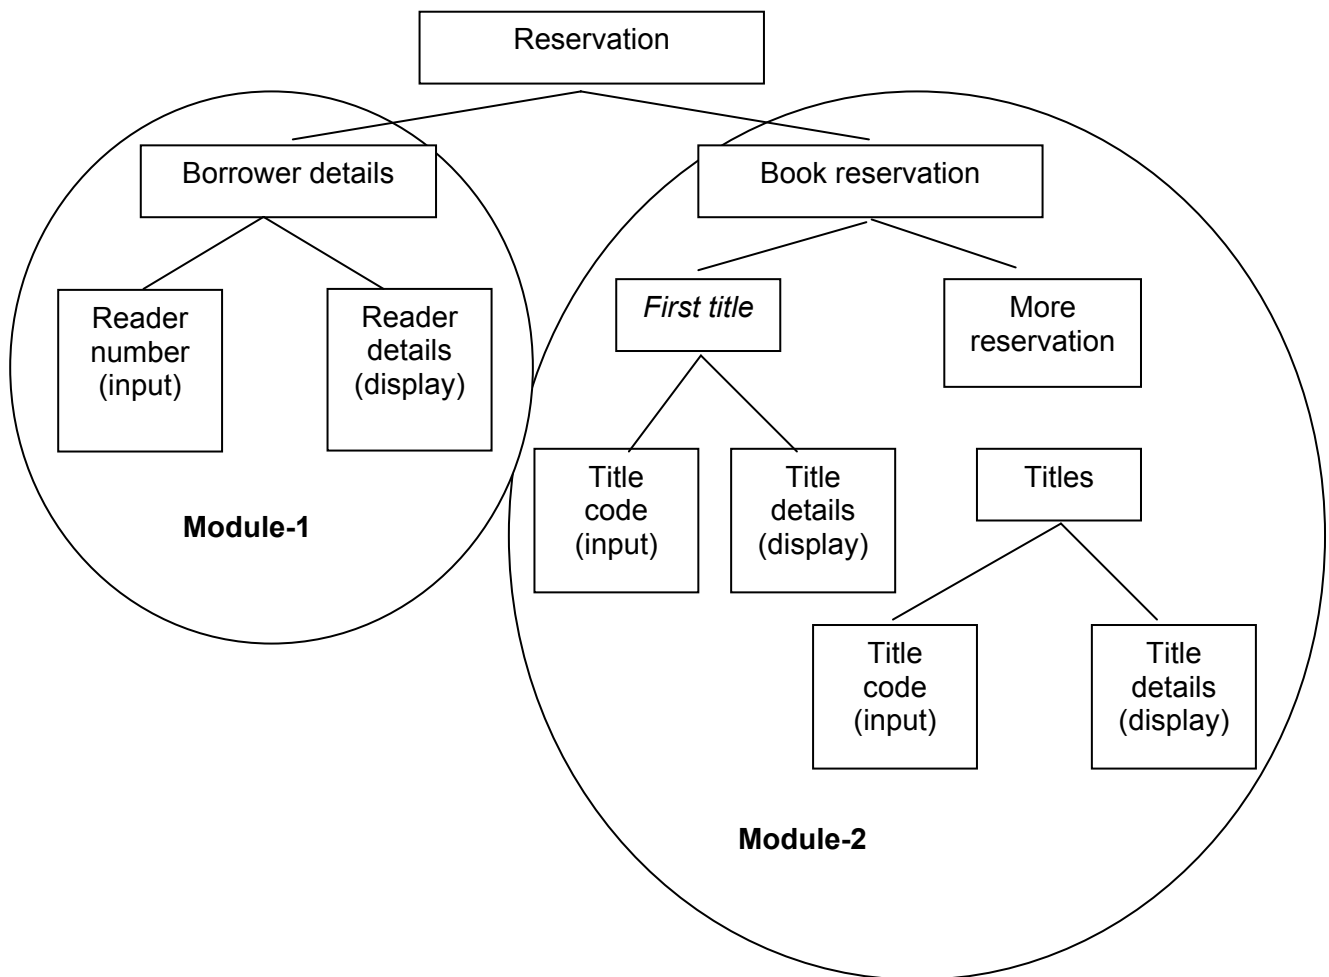 Reservation
Borrower details
Book reservation
First title
More
reservation
Reader
number
(input)
Reader
details
(display)
Title
code
(input)
Title
details
(display)
Titles
Module-1
Title
code
(input)
Title
details
(display)
Module-2